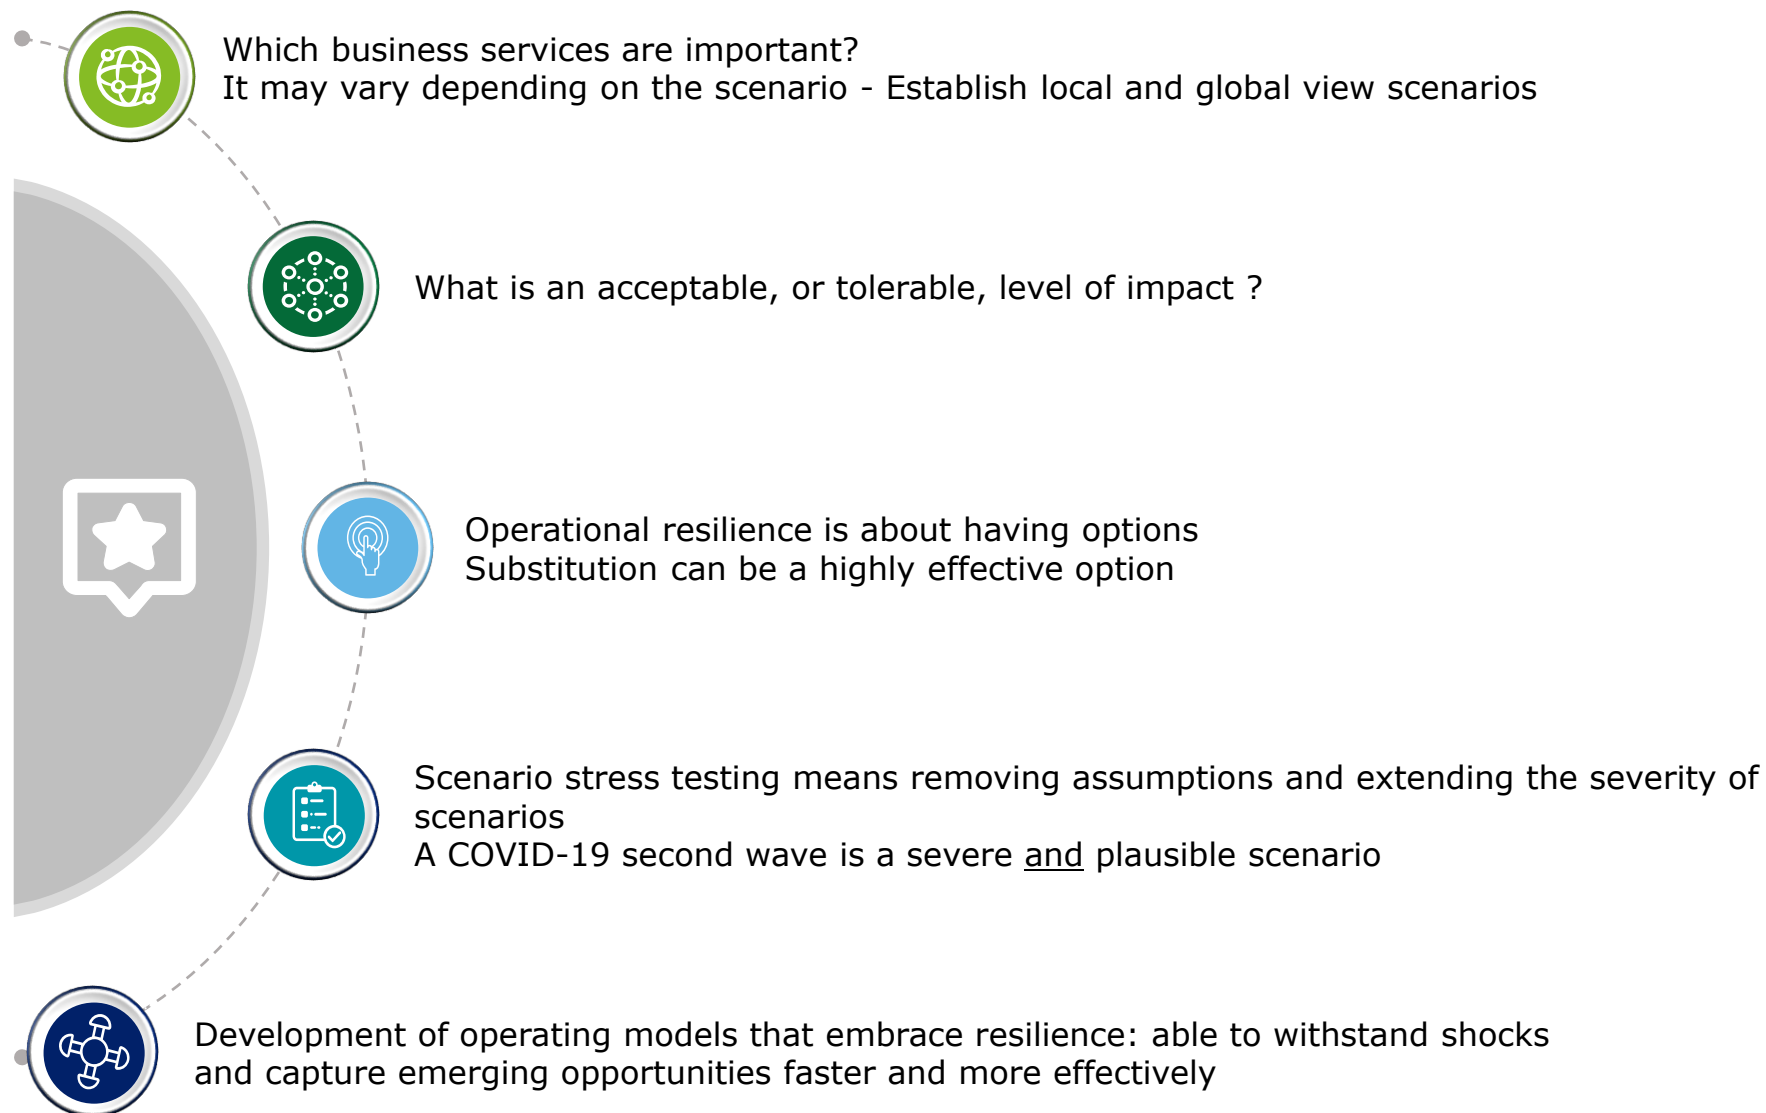 Which business services are important?
It may vary depending on the scenario - Establish local and global view scenarios
What is an acceptable, or tolerable, level of impact ?
Operational resilience is about having options
Substitution can be a highly effective option
Scenario stress testing means removing assumptions and extending the severity of
scenarios
A COVID-19 second wave is a severe and plausible scenario
Development of operating models that embrace resilience: able to withstand shocks
and capture emerging opportunities faster and more effectively